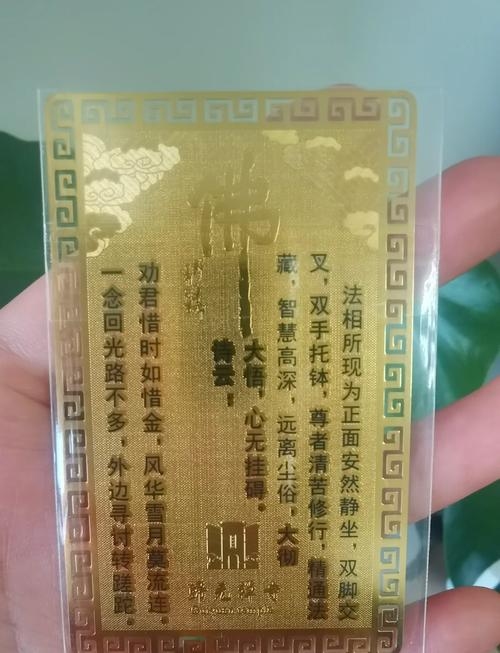 法相所现为正面安然静坐，双脚交
叉，双手托钵，尊者清苦修行，精通法
藏，智慧高深，远离尘俗，大彻
大悟，心无挂碍。
诗云，
劝君惜时如惜金，风华雪月莫流连，
一念回光路不多，外边寻讨转蹉跎，
佛